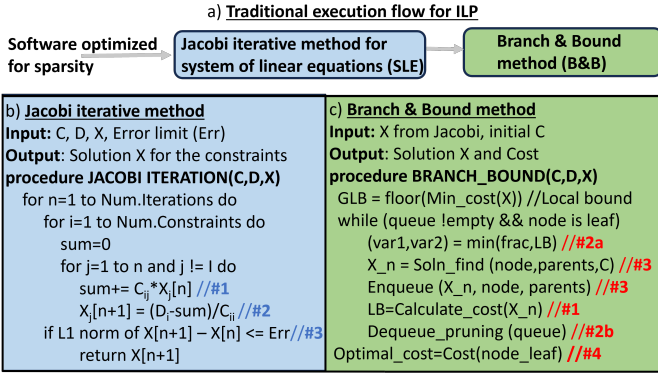 a) Traditional execution flow for ILP
Software optimized
for sparsity
Jacobi iterative method for
system of linear equations (SLE)
Branch & Bound
method (B&B)
b) Jacobi iterative method
Input: C, D, X, Error limit (Err)
Output: Solution X for the constraints
procedure JACOBI ITERATION(C,D,X)
for n=1 to Num.Iterations do
for i=1 to Num.Constraints do
sum=0
for j=1 to n and j != I do
sum+= Cij*Xj[n] //#1
Xj[n+1] = (Di-sum)/Cii //#2
if L1 norm of X[n+1] – X[n] <= Err//#3
return X[n+1]
c) Branch & Bound method
Input: X from Jacobi, initial C
Output: Solution X and Cost
procedure BRANCH_BOUND(C,D,X)
GLB = floor(Min_cost(X)) //Local bound
while (queue !empty && node is leaf)
(var1,var2) = min(frac,LB) //#2a
X_n = Soln_find (node,parents,C) //#3
Enqueue (X_n, node, parents) //#3
LB=Calculate_cost(X_n) //#1
Dequeue_pruning (queue) //#2b
Optimal_cost=Cost(node_leaf) //#4